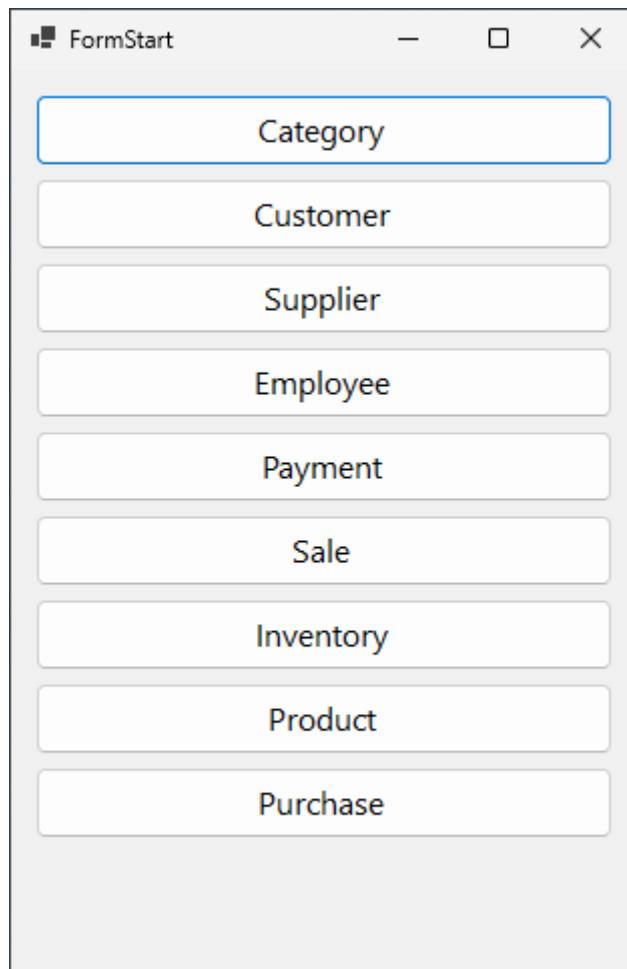 FormStart
Category
Customer
Supplier
Employee
Payment
Sale
Inventory
Product
Purchase